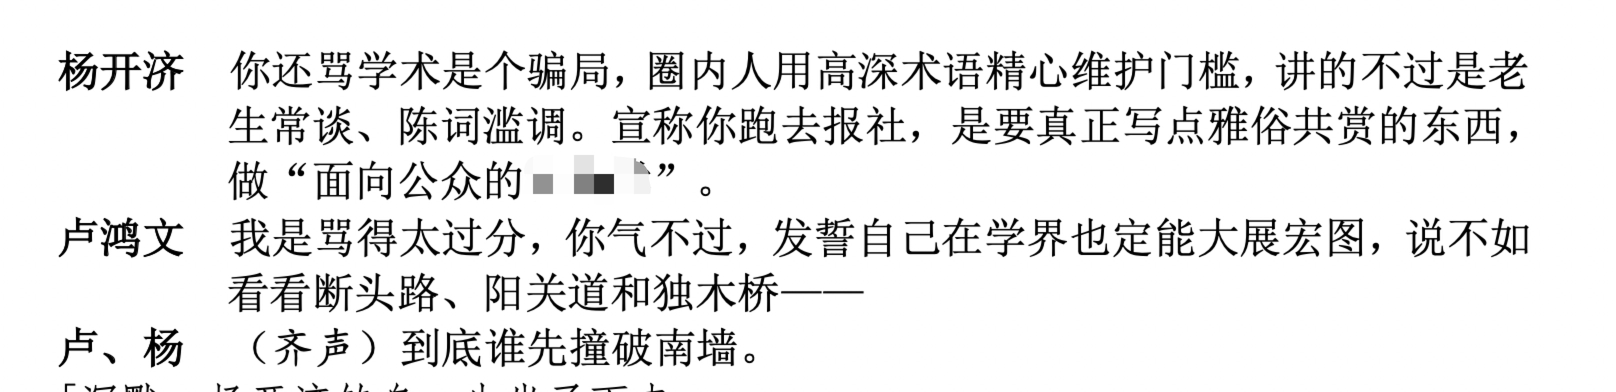 杨开济 你还骂学术是个骗局，圈内人用高深术语精心维护门槛，讲的不过是老
生常谈、陈词滥调。宣称你跑去报社，是要真正写点雅俗共赏的东西，
做“面向公众的”。
卢鸿文 我是骂得太过分，你气不过，发誓自己在学界也定能大展宏图，说不如
看看断头路、阳关道和独木桥——
卢、杨 （齐声）到底谁先撞破南墙。